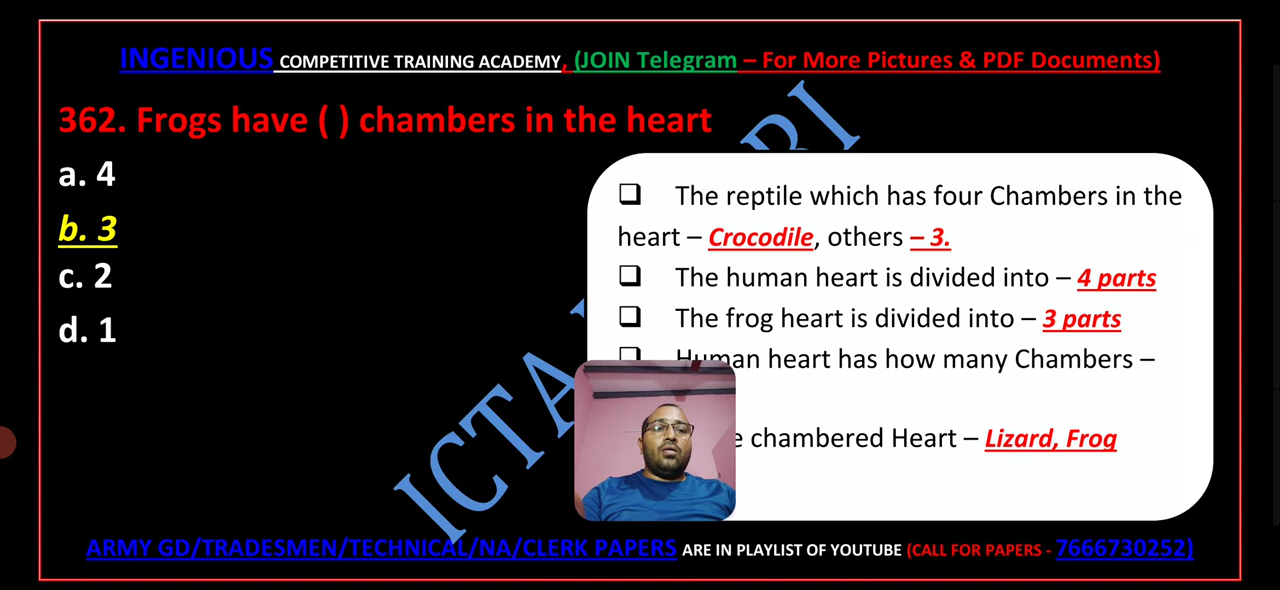 INGENIOUS COMPETITIVE TRAINING ACADEMY, (JOIN Telegram – For More Pictures & PDF Documents)
362. Frogs have ( ) chambers in the heart
a. 4
b. 3
c. 2
d. 1
❑ The reptile which has four Chambers in the
heart – Crocodile, others – 3.
❑ The human heart is divided into – 4 parts
❑ The frog heart is divided into – 3 parts
❑ Human heart has how many Chambers –
chambered Heart – Lizard, Frog
ICTA
ARMY GD/TRADESMEN/TECHNICAL/NA/CLERK PAPERS ARE IN PLAYLIST OF YOUTUBE (CALL FOR PAPERS - 7666730252)